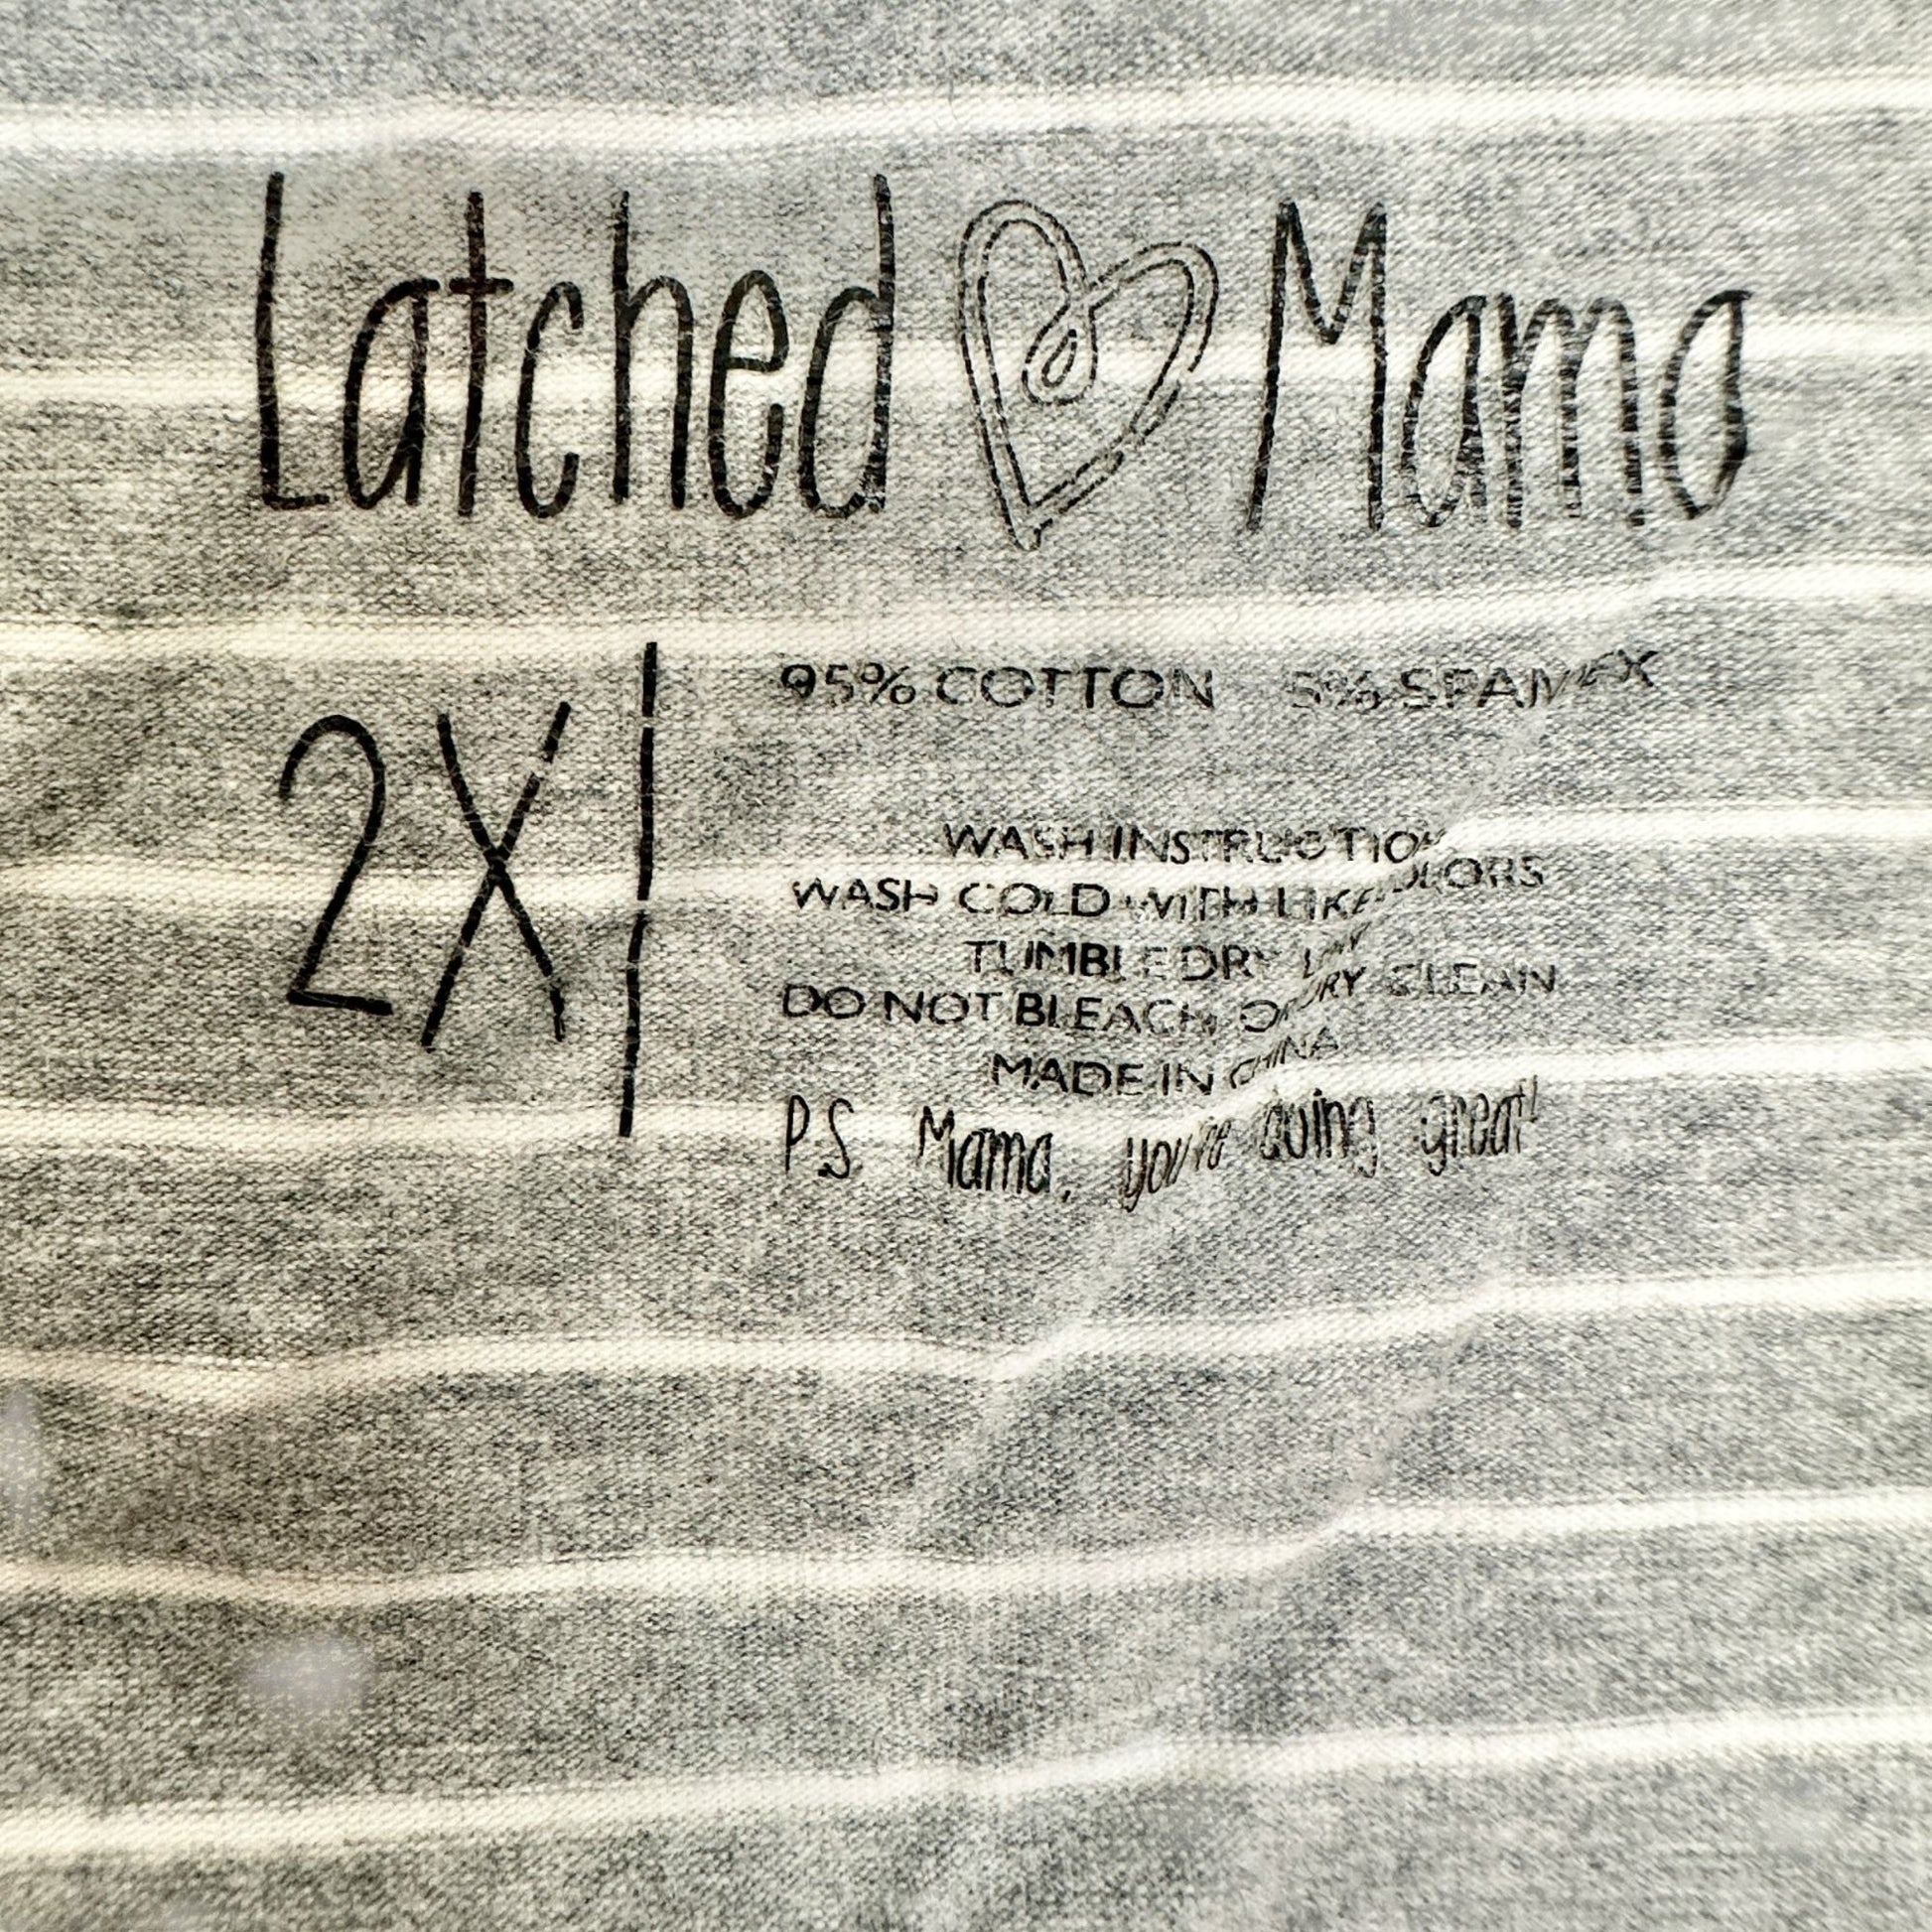 Latched Mama
2X
95% COTTON 5% SPANDEX
WASH INSTRUCTION
WASH COLD WITH LIKE COLORS
TUMBLE DRY LOW
DO NOT BLEACH OR DRY CLEAN
MADE IN CHINA
P.S. Mama, you're doing great!